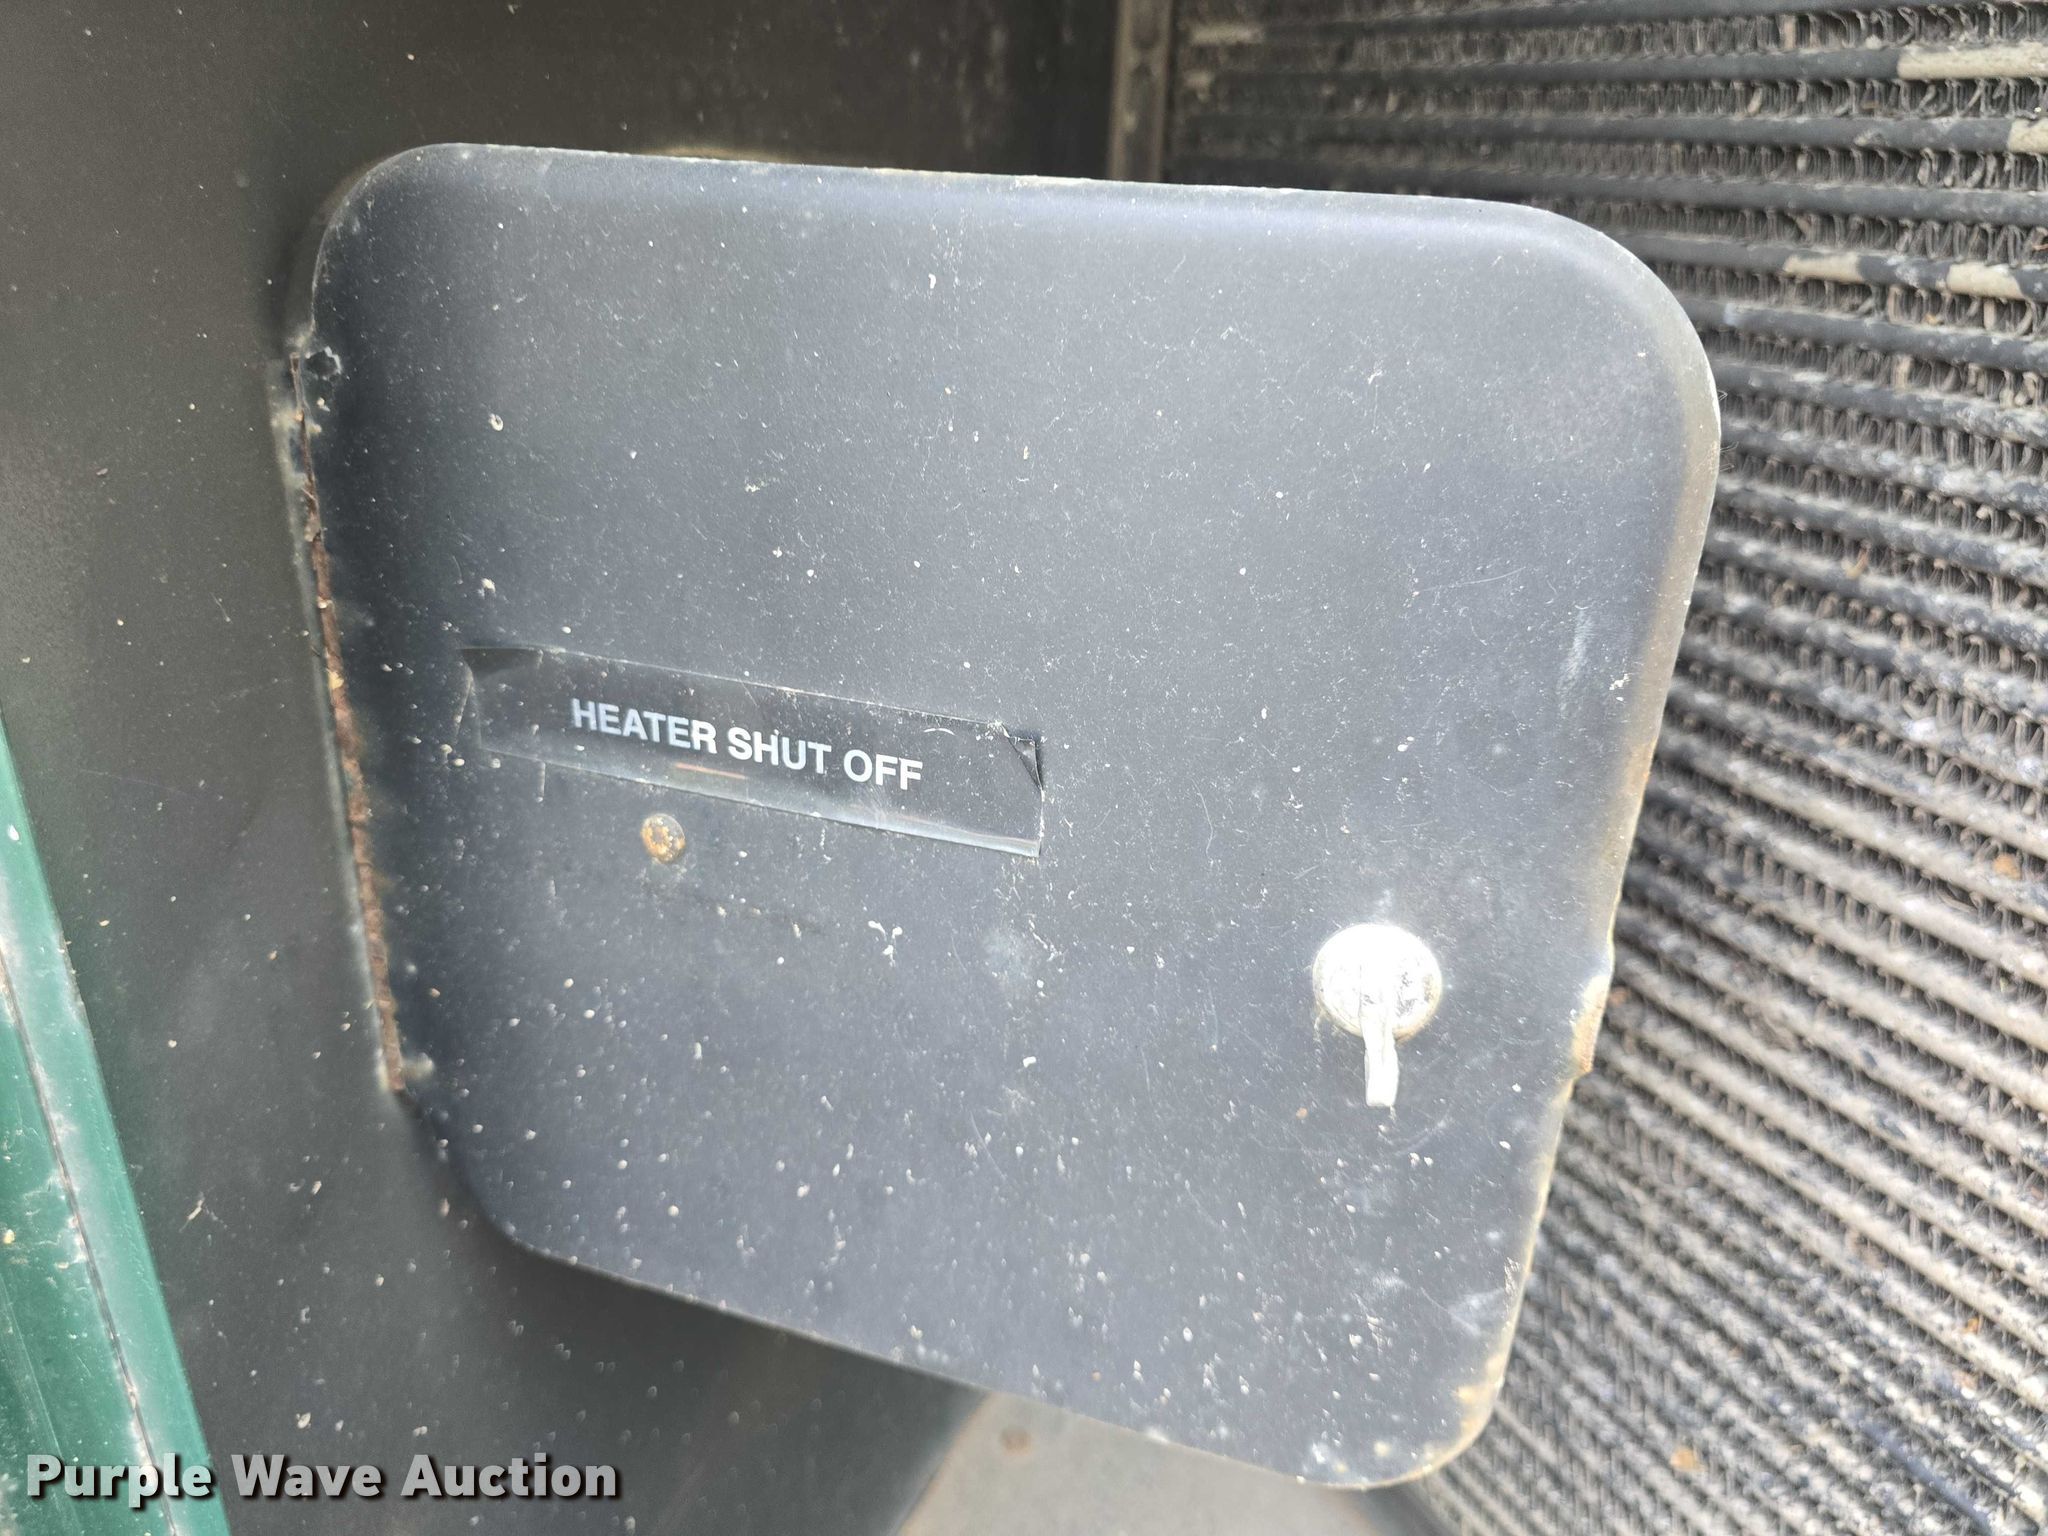 HEATER SHUT OFF
Purple Wave Auction